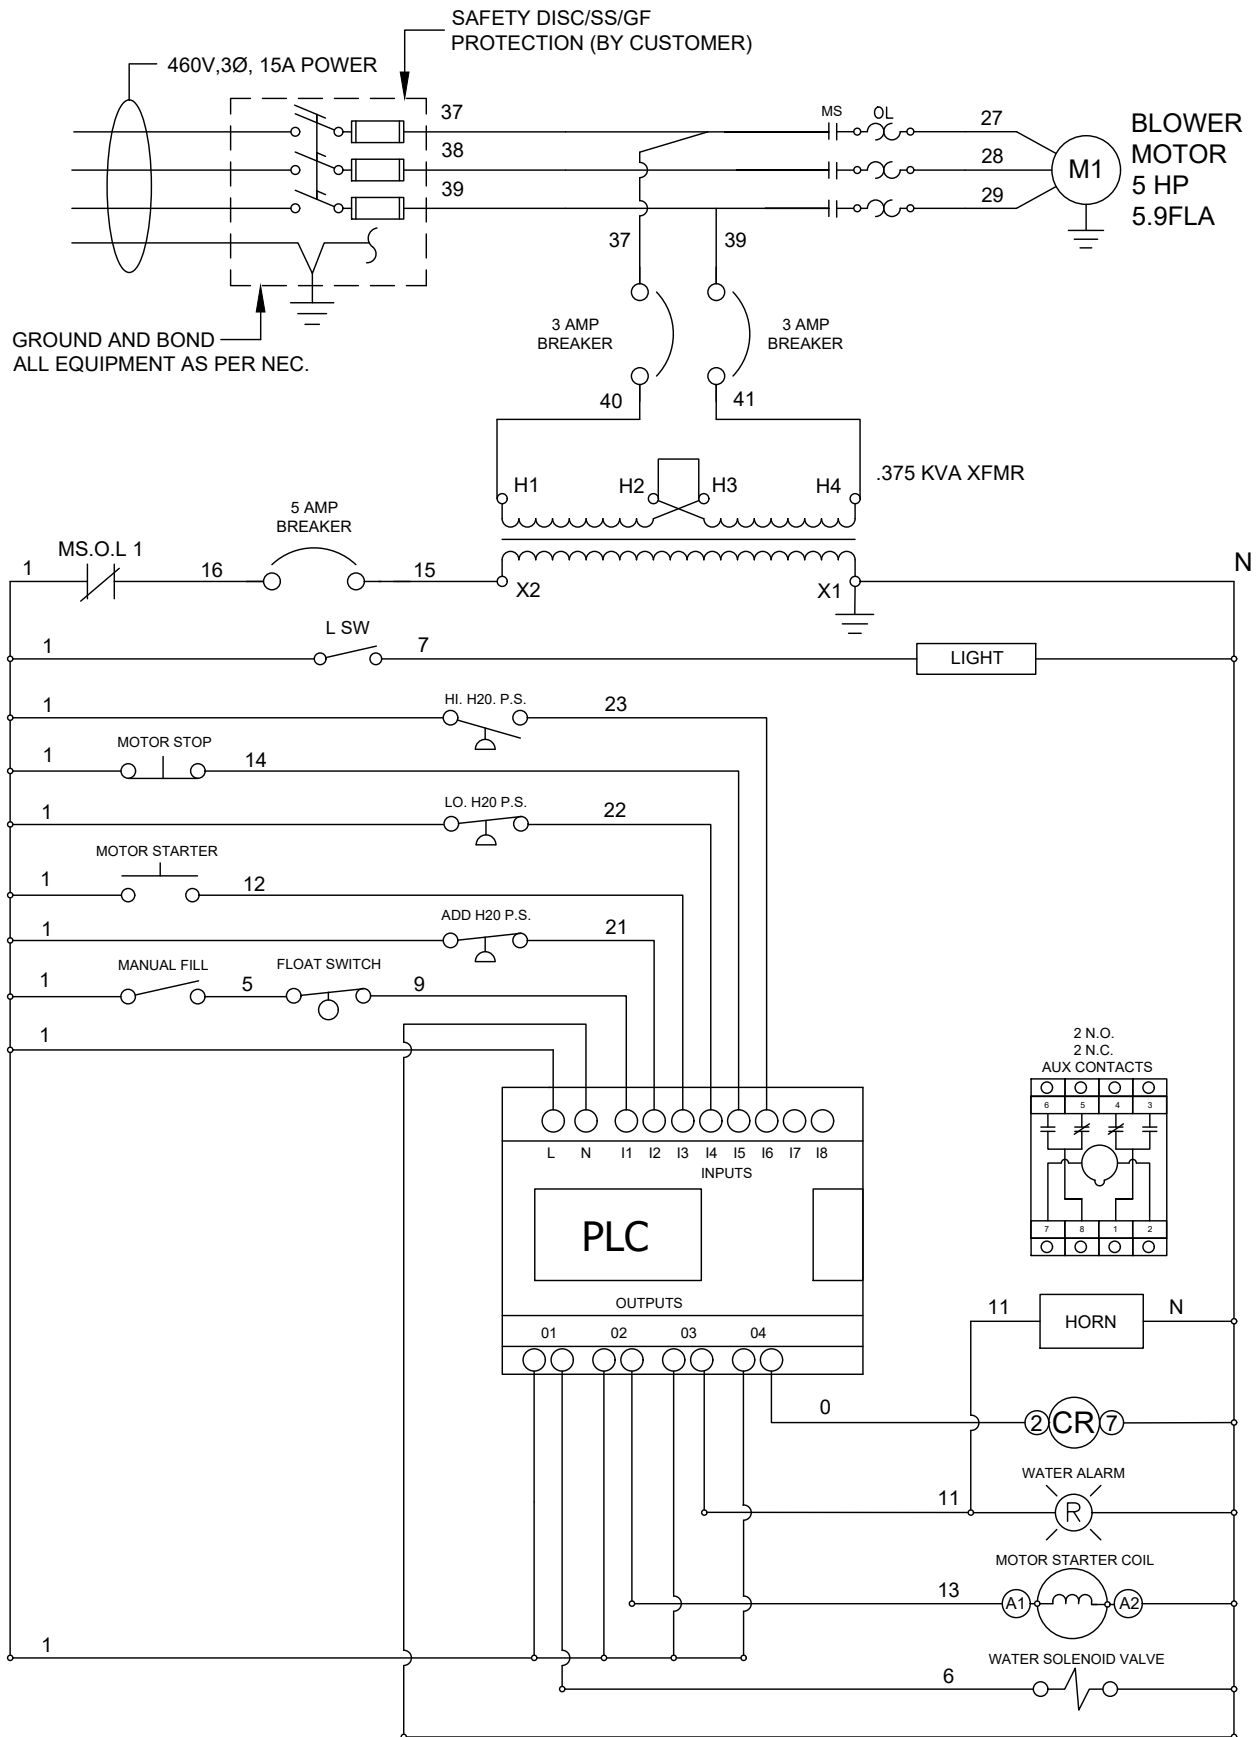 SAFETY DISC/SS/GF
PROTECTION (BY CUSTOMER)
460V,3Ø, 15A POWER
37
38
39
MS
OL
27
28
29
M1
BLOWER
MOTOR
5 HP
5.9FLA
37
39
GROUND AND BOND
ALL EQUIPMENT AS PER NEC.
3 AMP
BREAKER
3 AMP
BREAKER
40
41
H1
H2
H3
H4
.375 KVA XFMR
5 AMP
BREAKER
MS.O.L 1
1
16
15
X2
X1
N
L SW
1
7
LIGHT
HI. H20. P.S.
1
23
MOTOR STOP
1
14
LO. H20 P.S.
1
22
MOTOR STARTER
1
12
ADD H20 P.S.
1
21
MANUAL FILL
FLOAT SWITCH
1
5
9
1
2 N.O.
2 N.C.
AUX CONTACTS
6 5 4 3
7 8 1 2
L N I1 I2 I3 I4 I5 I6 I7 I8
INPUTS
PLC
OUTPUTS
01 02 03 04
11
HORN
N
0
2
CR
7
WATER ALARM
11
R
MOTOR STARTER COIL
13
A1
A2
1
WATER SOLENOID VALVE
6